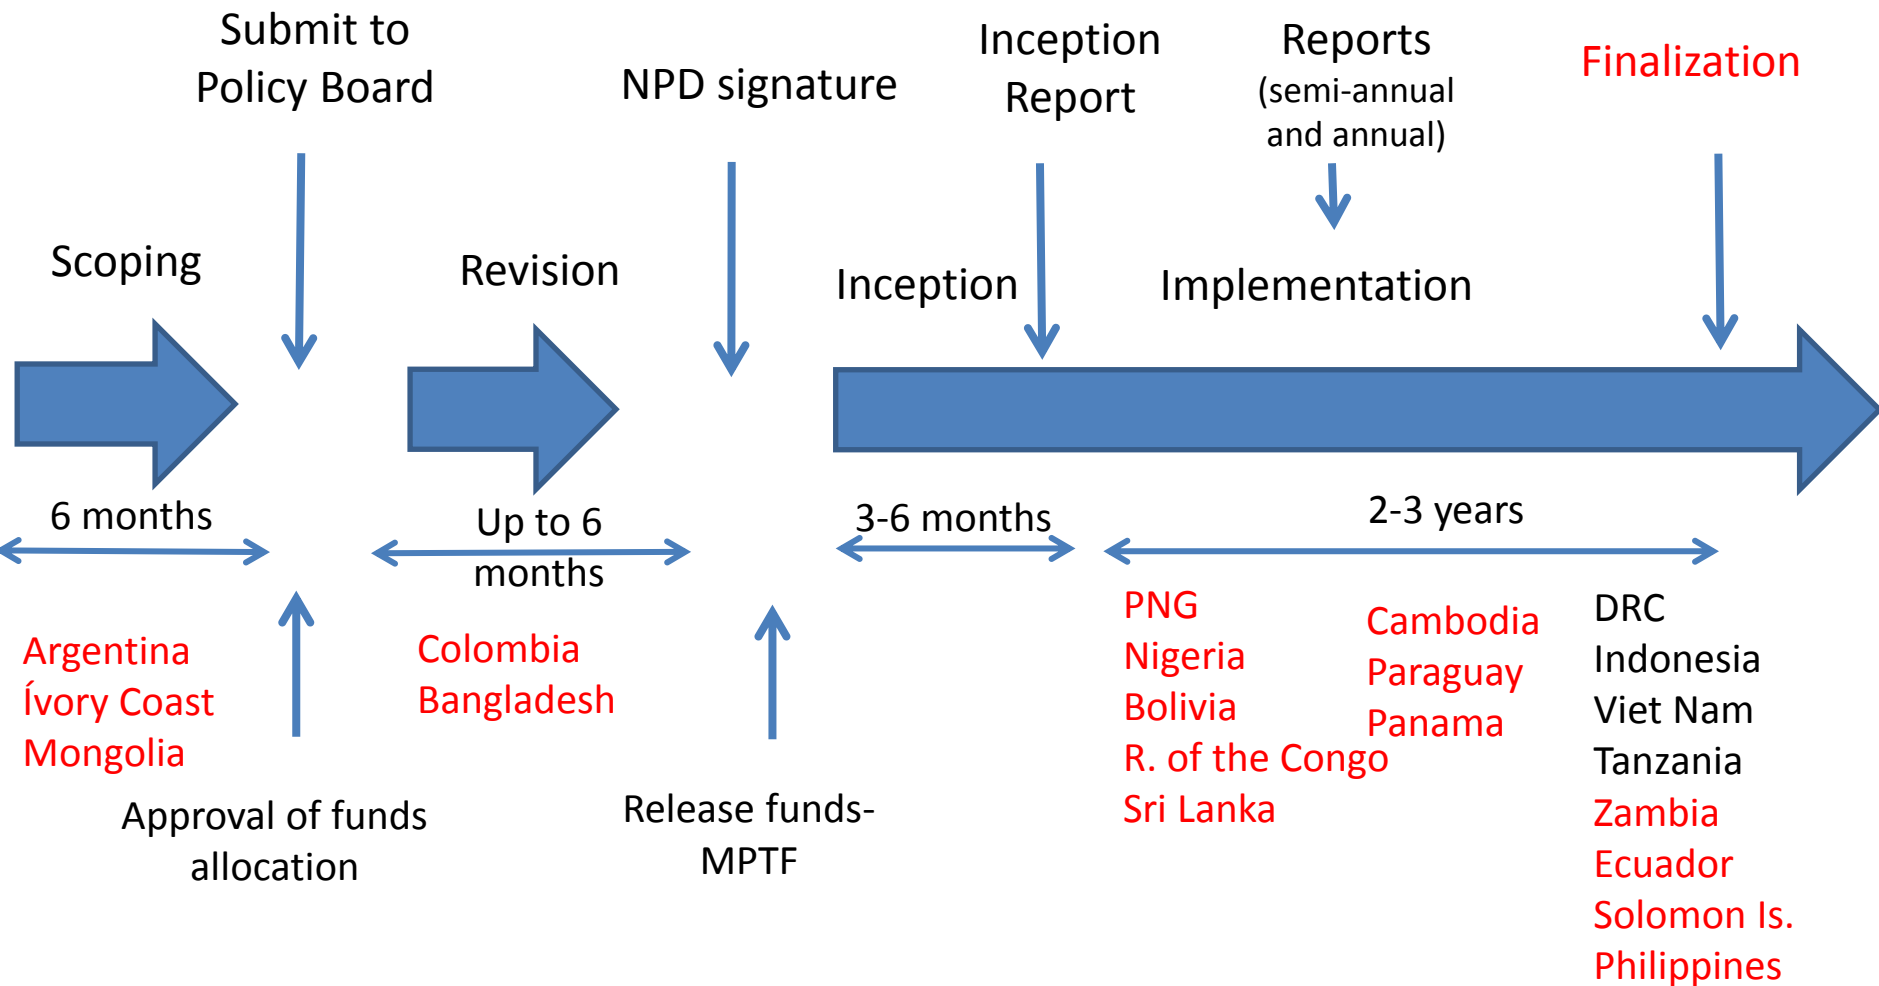 Submit to
Policy Board
NPD signature
Inception
Report
Reports
(semi-annual
and annual)
Finalization
Scoping
Revision
Inception
Implementation
6 months
Up to 6
months
3-6 months
2-3 years
Argentina
Ívory Coast
Mongolia
Colombia
Bangladesh
PNG
Nigeria
Bolivia
R. of the Congo
Sri Lanka
Cambodia
Paraguay
Panama
DRC
Indonesia
Viet Nam
Tanzania
Zambia
Ecuador
Solomon Is.
Philippines
Approval of funds
allocation
Release funds-
MPTF